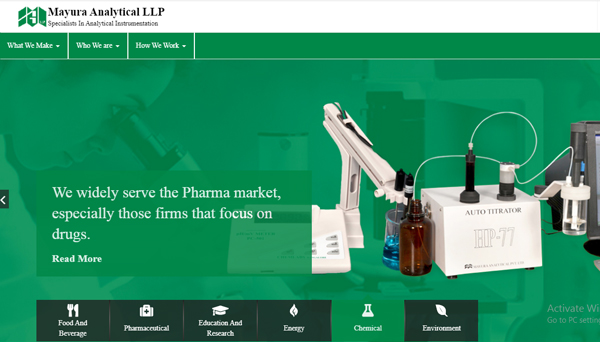 Mayura Analytical LLP
Specialists In Analytical Instrumentation
What We Make
Who We are
How We Work
We widely serve the Pharma market,
especially those firms that focus on
drugs.
Read More
AUTO TITRATOR
HP-77
Food And
Beverage
Pharmaceutical
Education And
Research
Energy
Chemical
Environment
Activate Wi
Go to PC setting